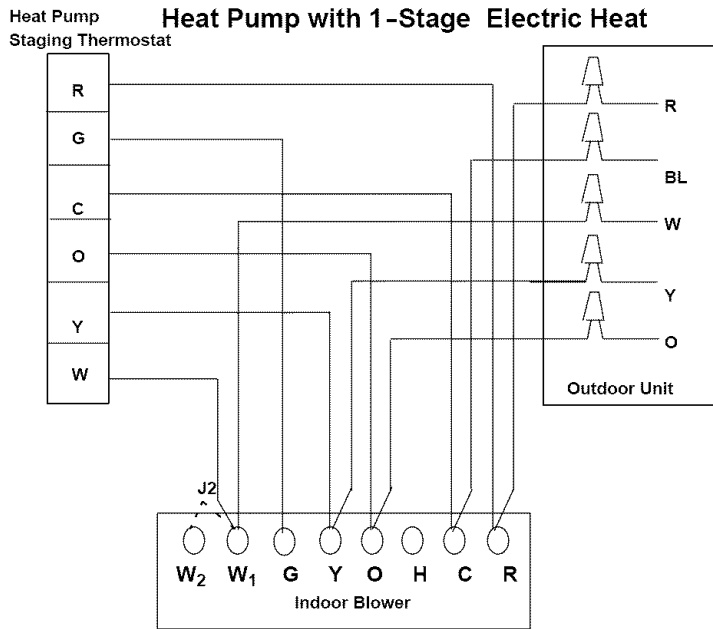 Heat Pump
Staging Thermostat
Heat Pump with 1-Stage Electric Heat
R
G
C
O
Y
W
R
BL
W
Y
O
Outdoor Unit
J2
W2 W1 G Y O H C R
Indoor Blower